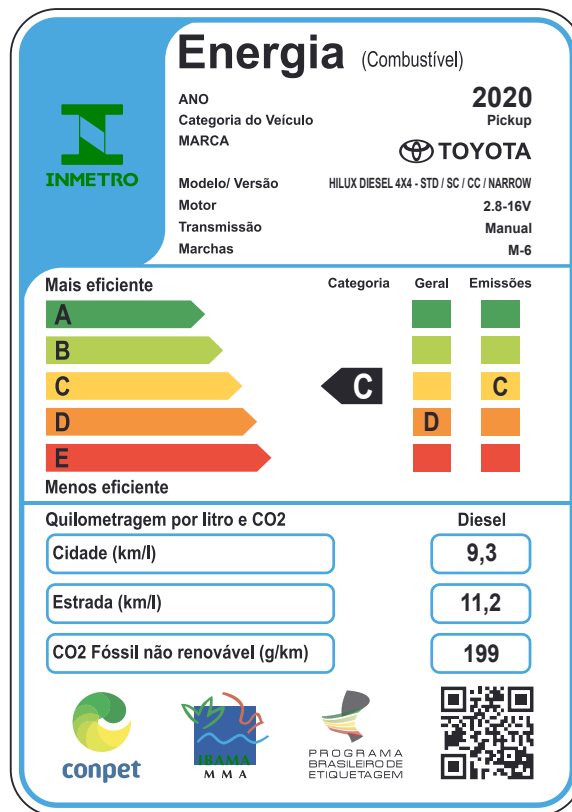 Energia (Combustível)
ANO 2020
Categoria do Veículo Pickup
MARCA TOYOTA
INMETRO
Modelo/ Versão HILUX DIESEL 4X4 - STD / SC / CC / NARROW
Motor 2.8-16V
Transmissão Manual
Marchas M-6
Mais eficiente Categoria Geral Emissões
A
B
C C C
D D
E
Menos eficiente
Quilometragem por litro e CO2 Diesel
Cidade (km/l) 9,3
Estrada (km/l) 11,2
CO2 Fóssil não renovável (g/km) 199
conpet
IBAMA
M M A
PROGRAMA
BRASILEIRO DE
ETIQUETAGEM